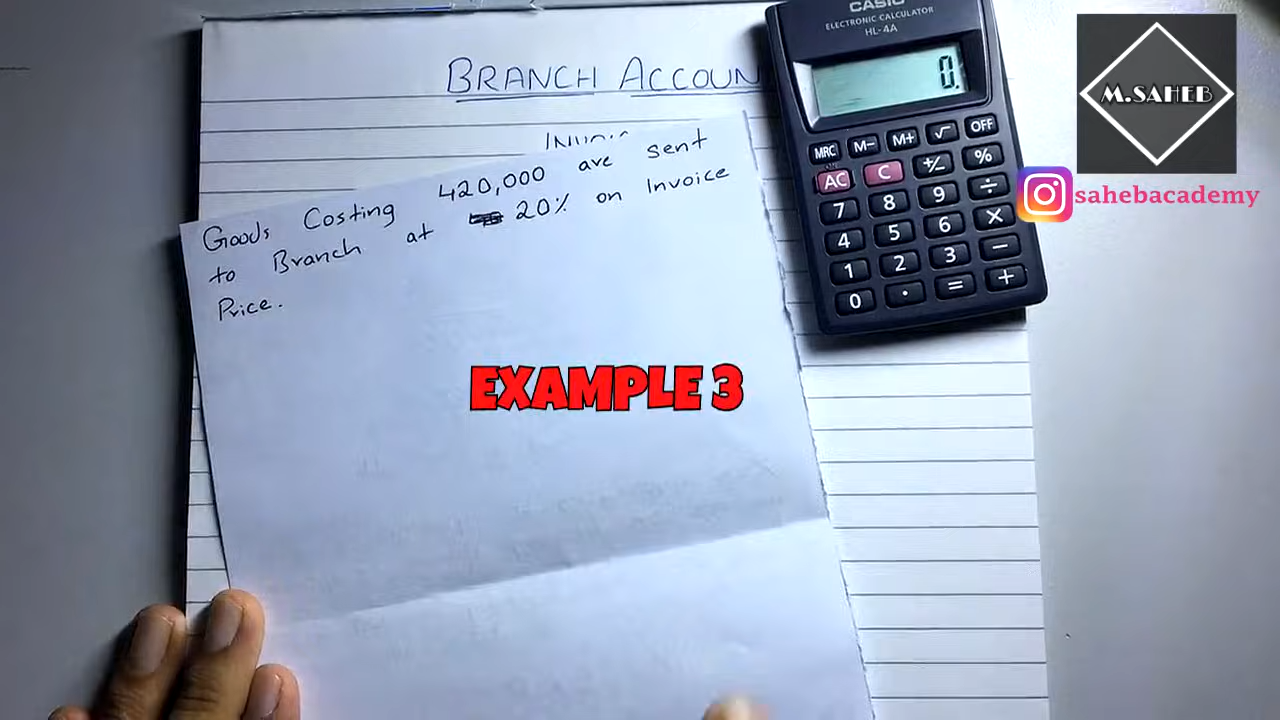 BRANCH ACCOUN
Goods Costing 420,000 are sent
to Branch at 20% on Invoice
Price.
EXAMPLE 3
CASIO
ELECTRONIC CALCULATOR
HL-4A
0.
MRC M− M+ √ OFF
AC C +/− %
7 8 9 ÷
4 5 6 ×
1 2 3 −
0 · = +
M.SAHEB
sahebacademy